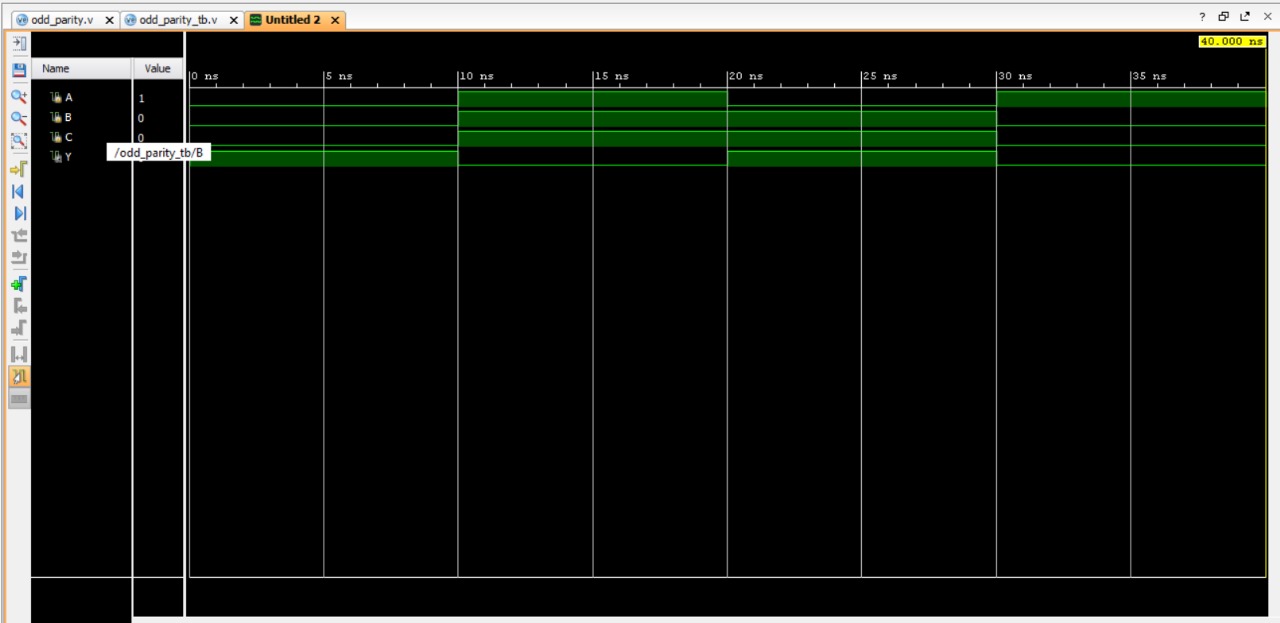 odd_parity.v odd_parity_tb.v Untitled 2
40.000 ns
Name Value 0 ns 5 ns 10 ns 15 ns 20 ns 25 ns 30 ns 35 ns
A 1
B 0
C 0
Y
/odd_parity_tb/B